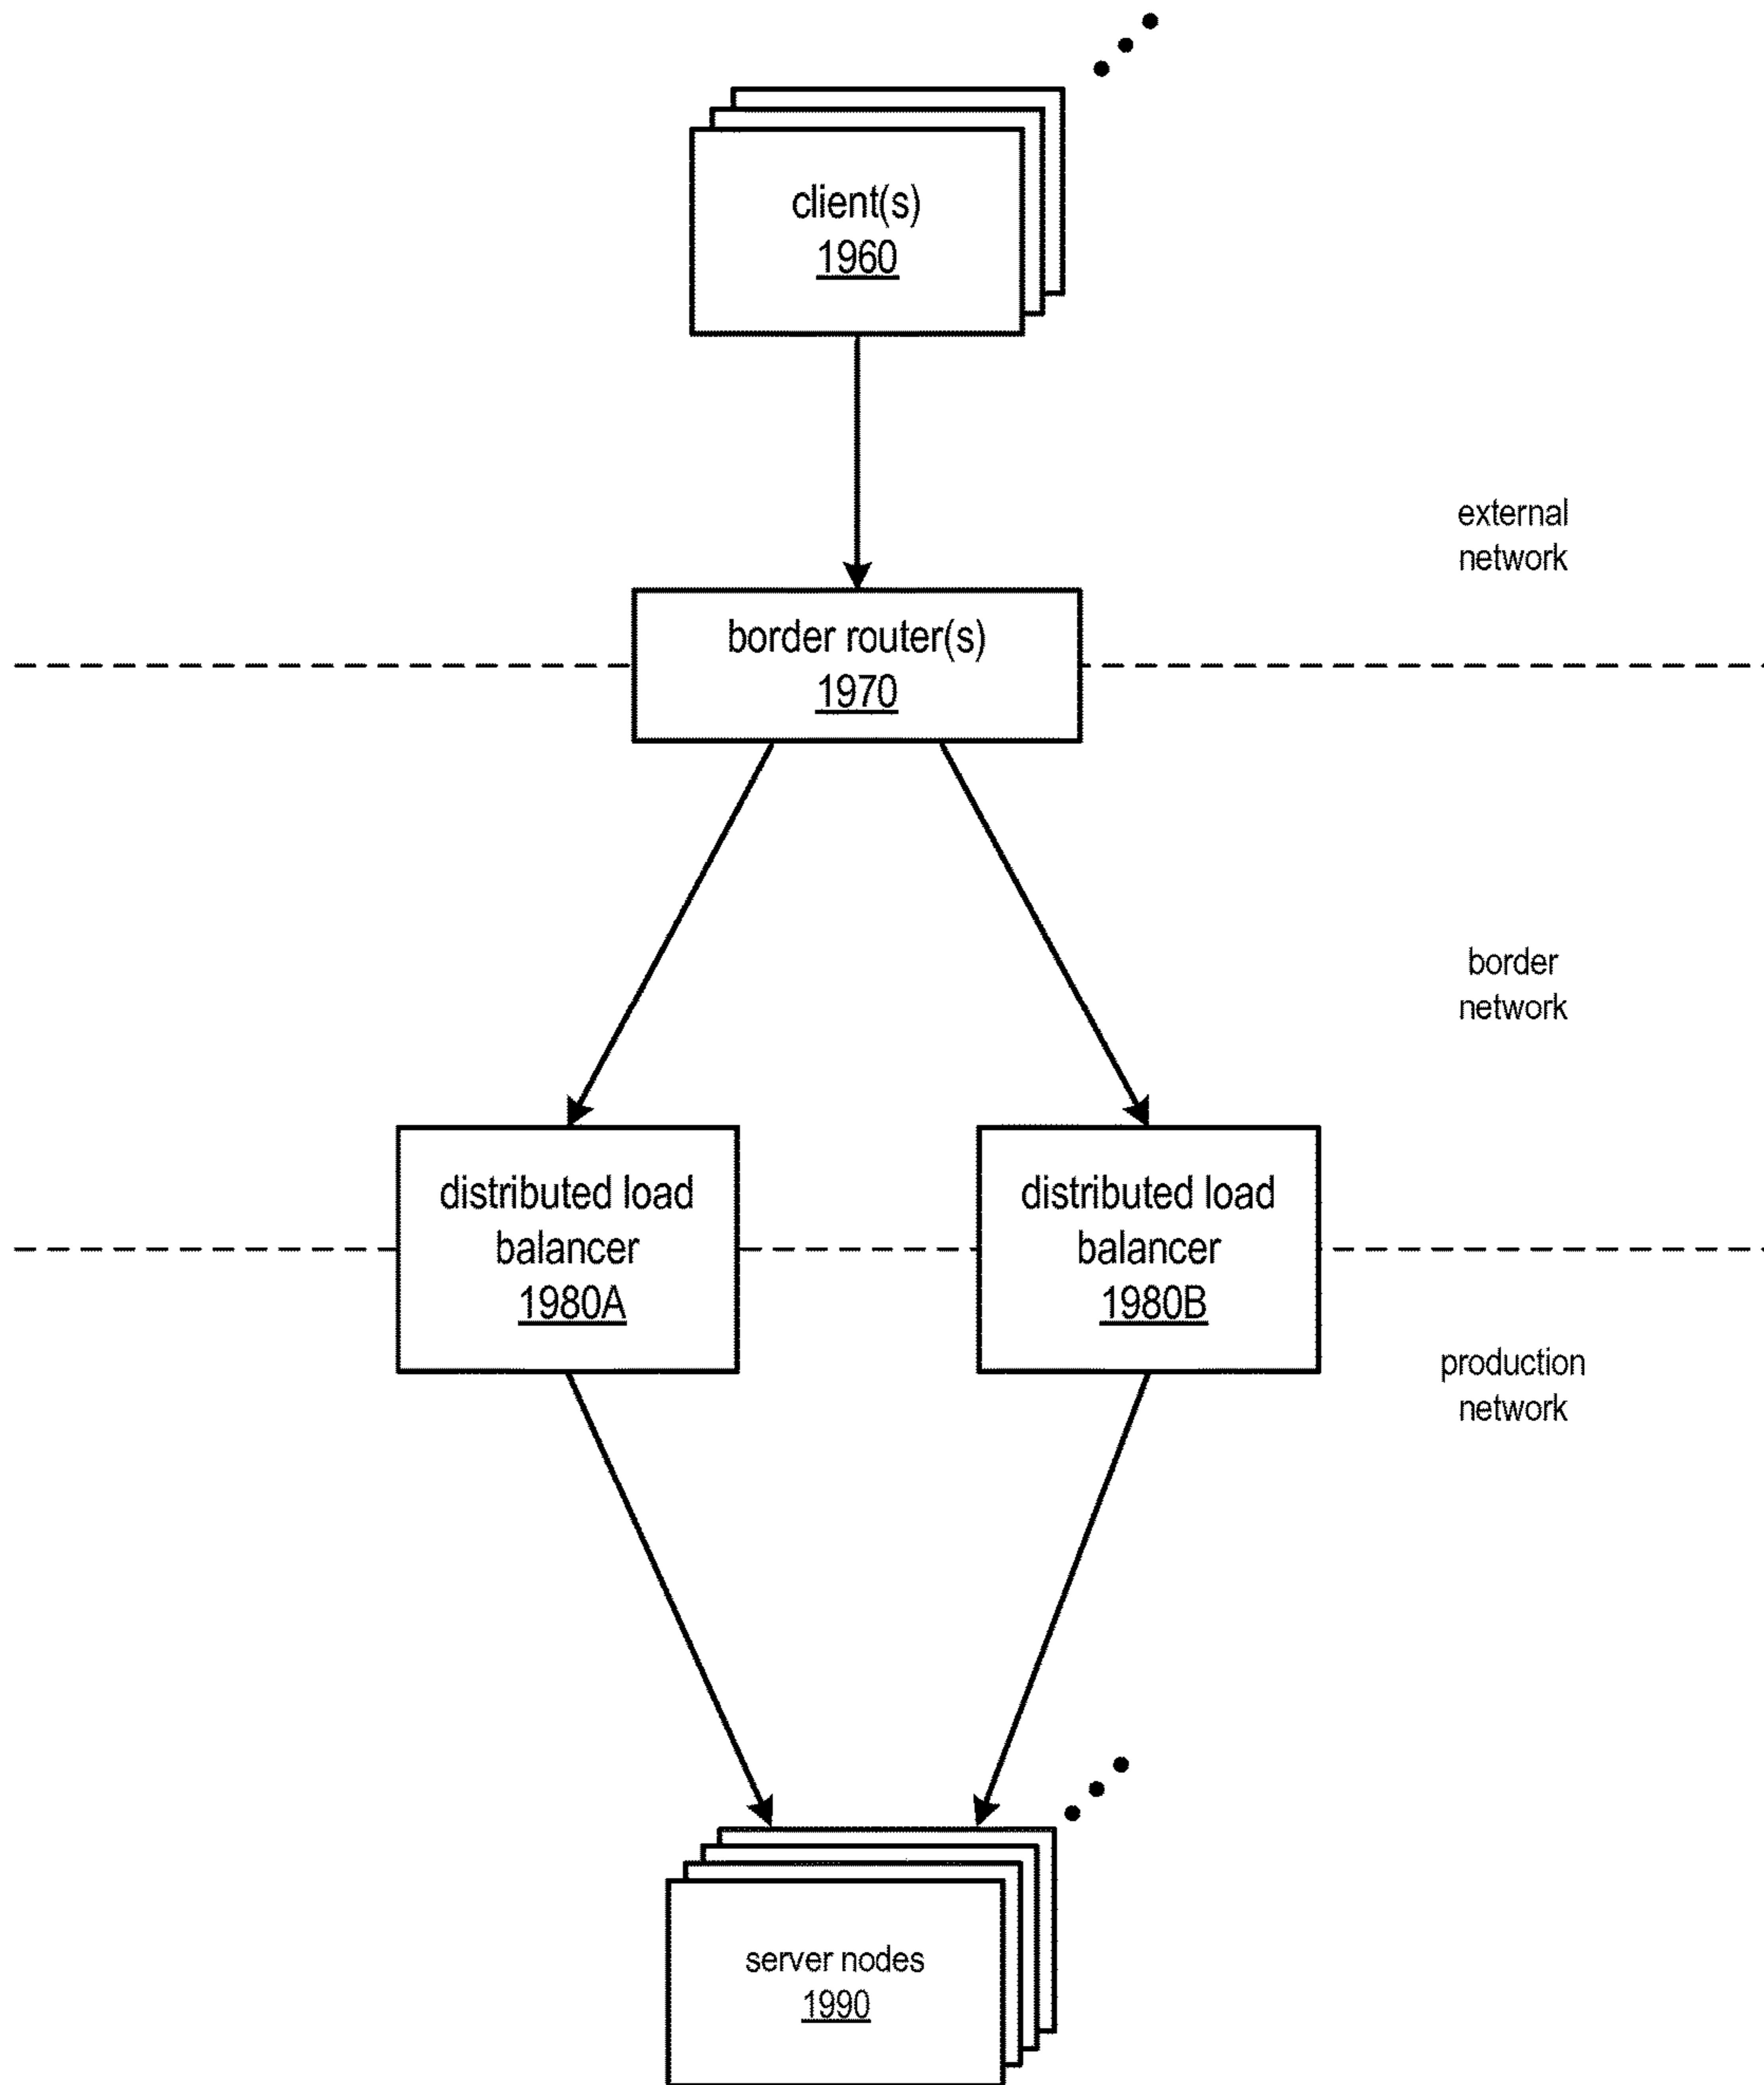 client(s)
1960
external
network
border router(s)
1970
border
network
distributed load
balancer
1980A
distributed load
balancer
1980B
production
network
server nodes
1990